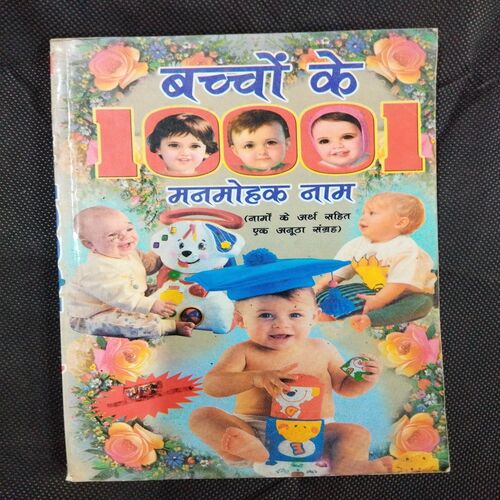 बच्चों के
10001
मनमोहक नाम
(नामों के अर्थ सहित
एक अनूठा संग्रह)